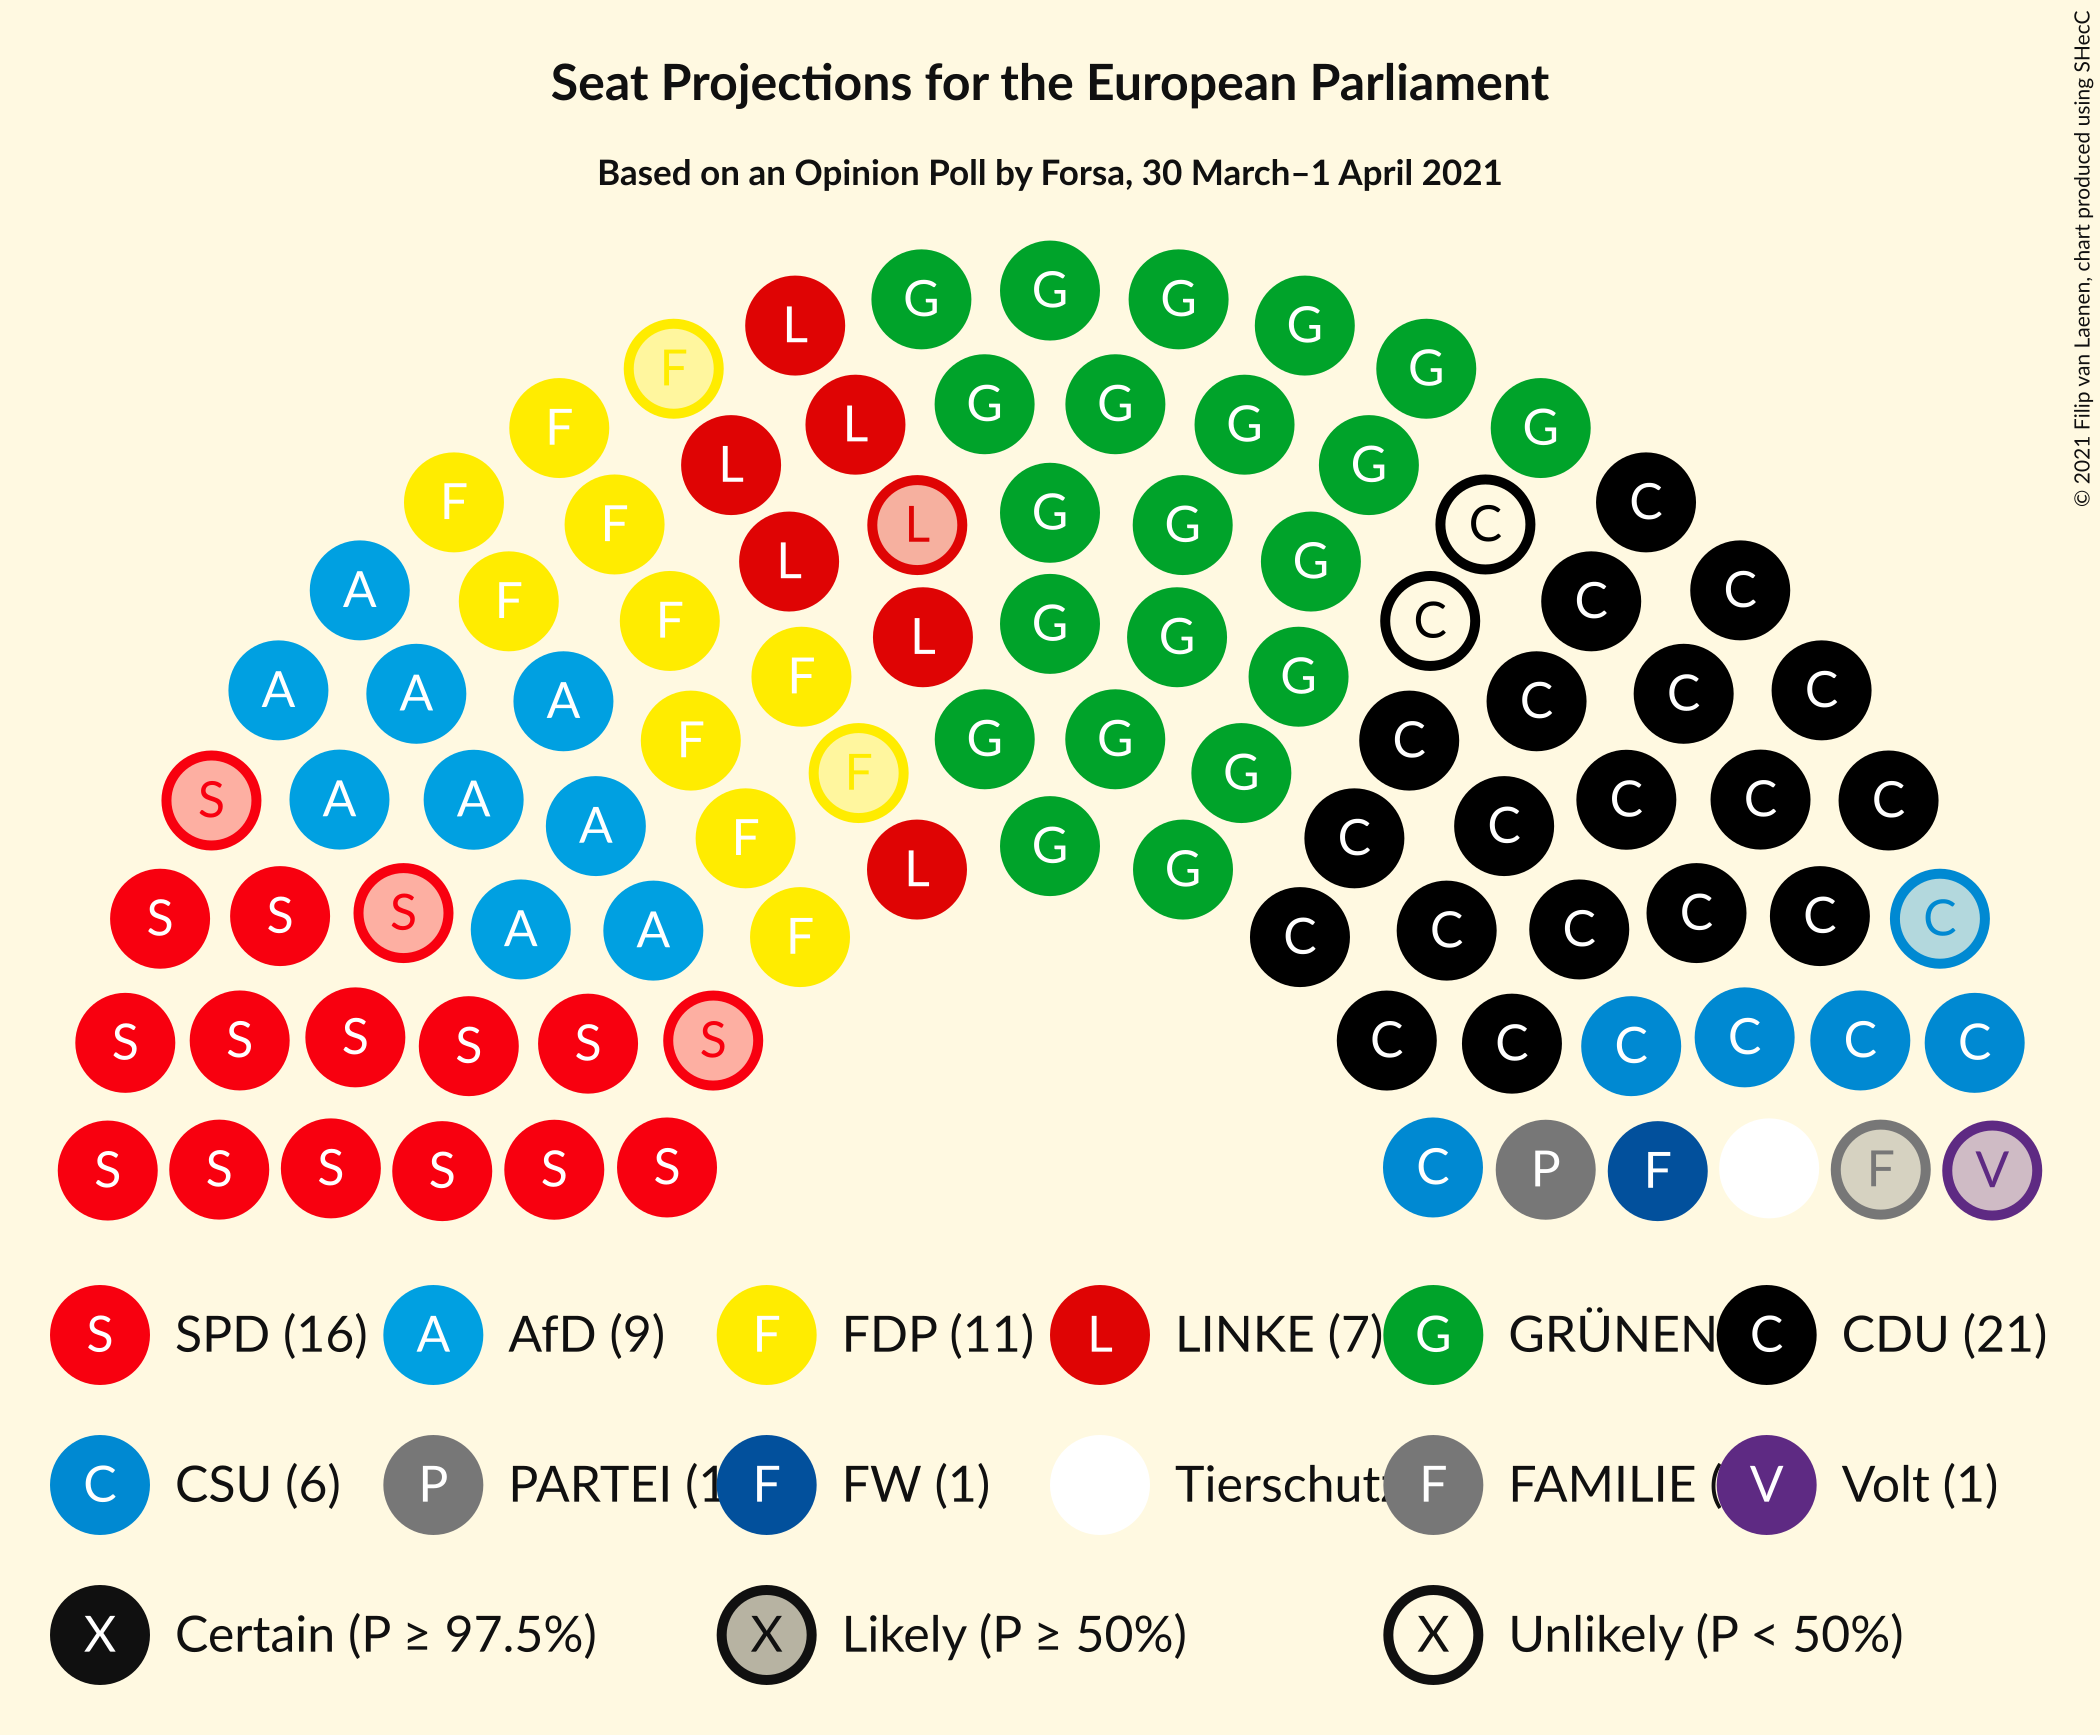 Seat Projections for the European Parliament
Based on an Opinion Poll by Forsa, 30 March–1 April 2021
© 2021 Filip van Laenen, chart produced using SHecC
G G G
L G
F G
F L G G G G
F L G C
F L G G C
A F L G C
F L G G C C
A F G C
A A A F C C C
F G G G C
S A A A F F C C C C C
L G G
S S S A A F C C C C C C
S S S S S S C C C C C C
S S S S S S C P F F V
S SPD (16) A AfD (9) F FDP (11) L LINKE (7) G GRÜNEN C CDU (21)
C CSU (6) P PARTEI (1 F FW (1) Tierschutz F FAMILIE ( V Volt (1)
X Certain (P ≥ 97.5%) X Likely (P ≥ 50%) X Unlikely (P < 50%)